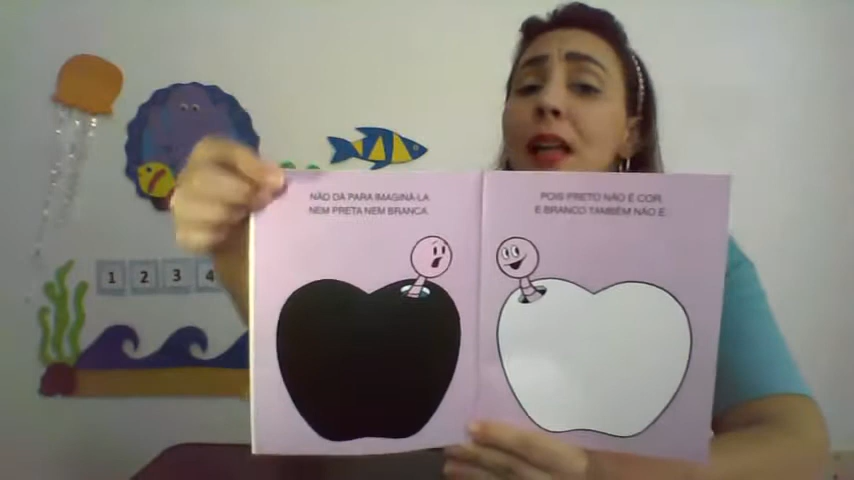 NÃO DÁ PARA IMAGINÁ-LA
NEM PRETA NEM BRANCA
POIS PRETO NÃO É COR
E BRANCO TAMBÉM NÃO É.
1 2 3 4